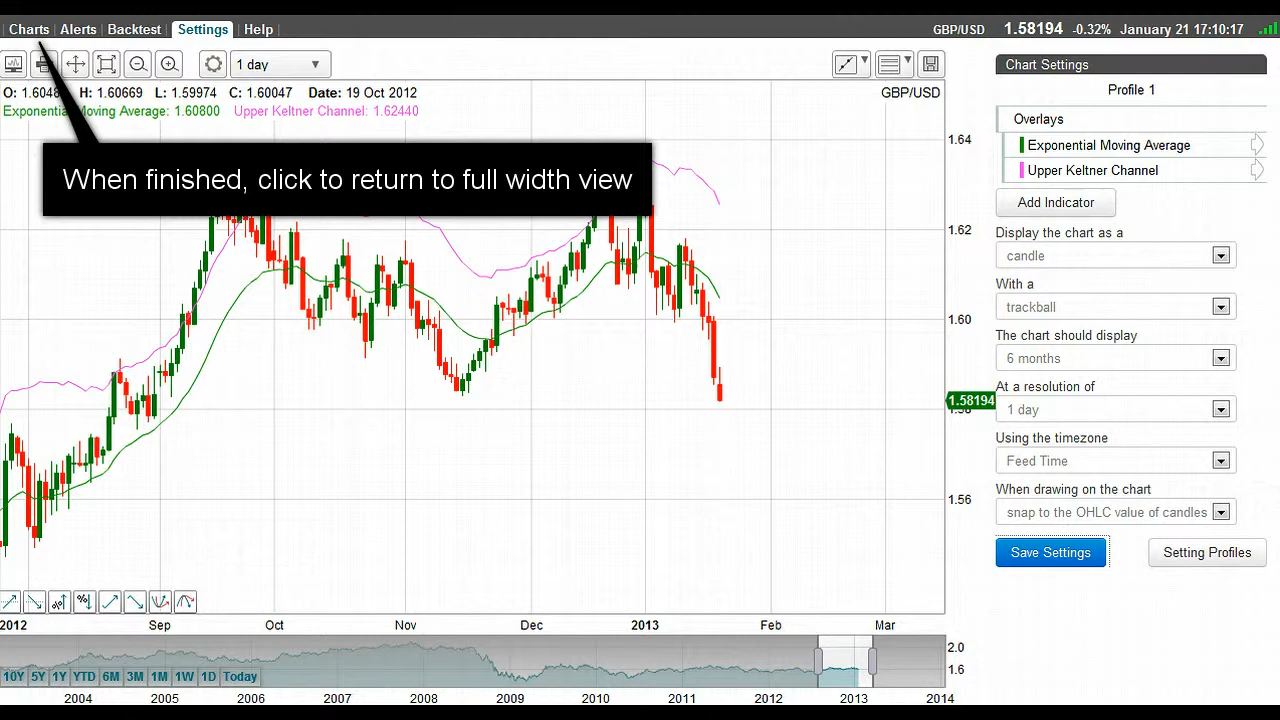 Charts Alerts Backtest Settings Help GBP/USD 1.58194 -0.32% January 21 17:10:17
1 day
O: 1.6048 H: 1.60669 L: 1.59974 C: 1.60047 Date: 19 Oct 2012 GBP/USD
Exponential Moving Average: 1.60800 Upper Keltner Channel: 1.62440
When finished, click to return to full width view
1.64
1.62
1.60
1.58194
1.56
2012 Sep Oct Nov Dec 2013 Feb Mar
2.0
1.6
10Y 5Y 1Y YTD 6M 3M 1M 1W 1D Today
2004 2005 2006 2007 2008 2009 2010 2011 2012 2013 2014
Chart Settings
Profile 1
Overlays
Exponential Moving Average
Upper Keltner Channel
Add Indicator
Display the chart as a
candle
With a
trackball
The chart should display
6 months
At a resolution of
1 day
Using the timezone
Feed Time
When drawing on the chart
snap to the OHLC value of candles
Save Settings Setting Profiles